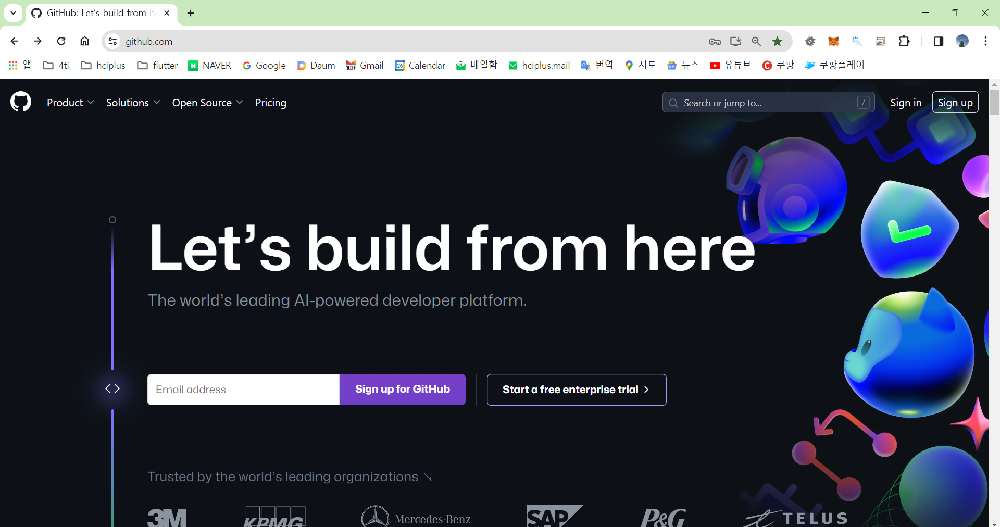 GitHub: Let's build from h
github.com
앱 4ti hciplus flutter NAVER Google Daum Gmail Calendar 메일함 hciplus.mail 번역 지도 뉴스 유튜브 쿠팡 쿠팡플레이
Product Solutions Open Source Pricing Search or jump to... / Sign in Sign up
Let’s build from here
The world’s leading AI-powered developer platform.
Email address Sign up for GitHub Start a free enterprise trial
Trusted by the world’s leading organizations ↘
3M KPMG Mercedes-Benz SAP P&G TELUS